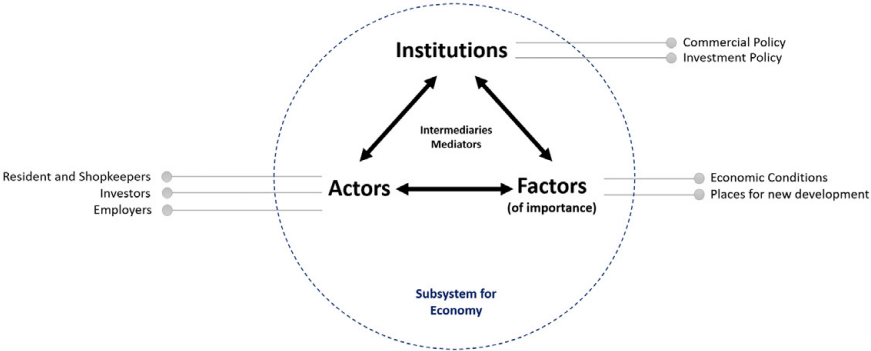 Institutions
Commercial Policy
Investment Policy
Intermediaries
Mediators
Resident and Shopkeepers
Investors
Employers
Actors
Factors
(of importance)
Economic Conditions
Places for new development
Subsystem for
Economy